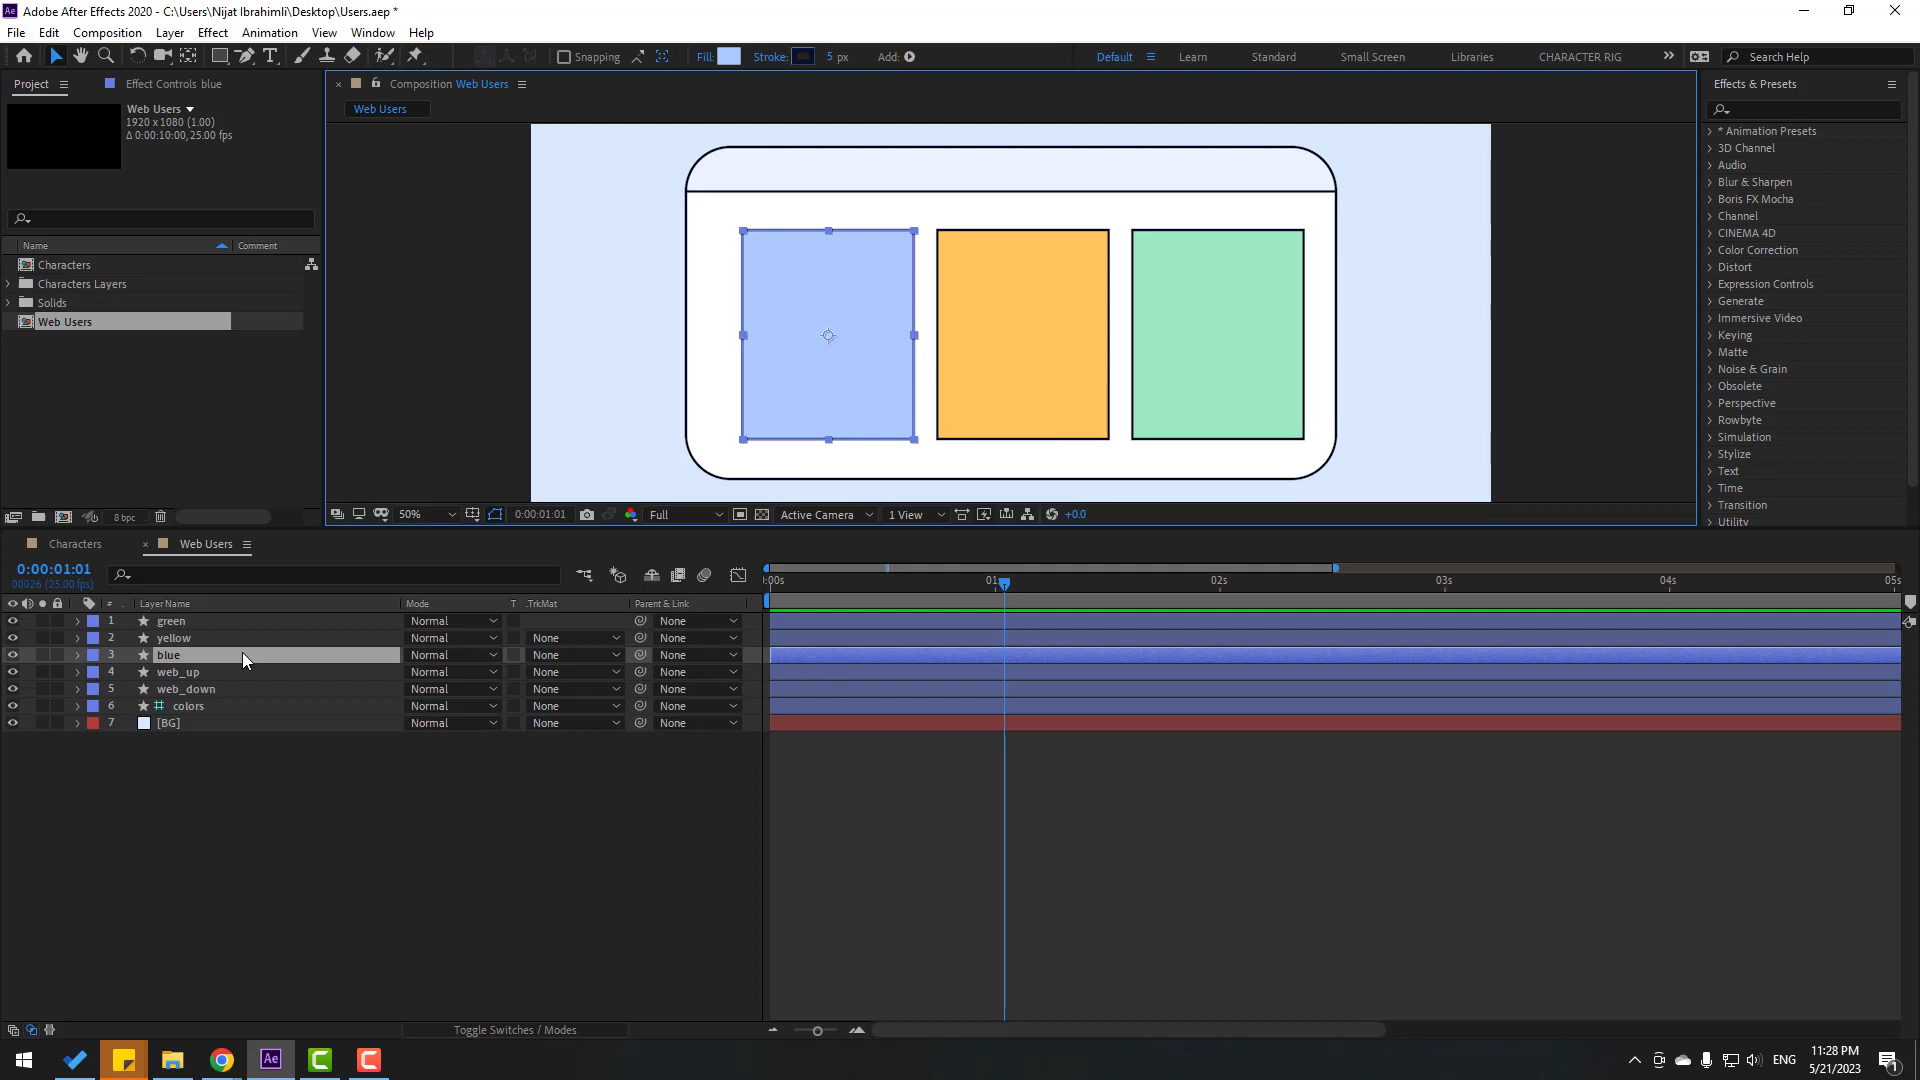 Adobe After Effects 2020 - C:\Users\Nijat Ibrahimli\Desktop\Users.aep *
File Edit Composition Layer Effect Animation View Window Help
Snapping Fill: Stroke: 5 px Add: Default Learn Standard Small Screen Libraries CHARACTER RIG Search Help
Project Effect Controls blue
Composition Web Users
Effects & Presets
Web Users
1920 x 1080 (1.00)
Δ 0:00:10:00, 25.00 fps
Web Users
Name Comment
Characters
Characters Layers
Solids
Web Users
* Animation Presets
3D Channel
Audio
Blur & Sharpen
Boris FX Mocha
Channel
CINEMA 4D
Color Correction
Distort
Expression Controls
Generate
Immersive Video
Keying
Matte
Noise & Grain
Obsolete
Perspective
Rowbyte
Simulation
Stylize
Text
Time
Transition
Utility
8 bpc
50% 0:00:01:01 Full Active Camera 1 View +0.0
Characters Web Users
0:00:01:01
00026 (25.00 fps)
:00s 01s 02s 03s 04s 05s
# Layer Name Mode T .TrkMat Parent & Link
1 green Normal None
2 yellow Normal None None
3 blue Normal None None
4 web_up Normal None None
5 web_down Normal None None
6 colors Normal None None
7 [BG] Normal None None
Toggle Switches / Modes
Ae ENG 11:28 PM
5/21/2023
1